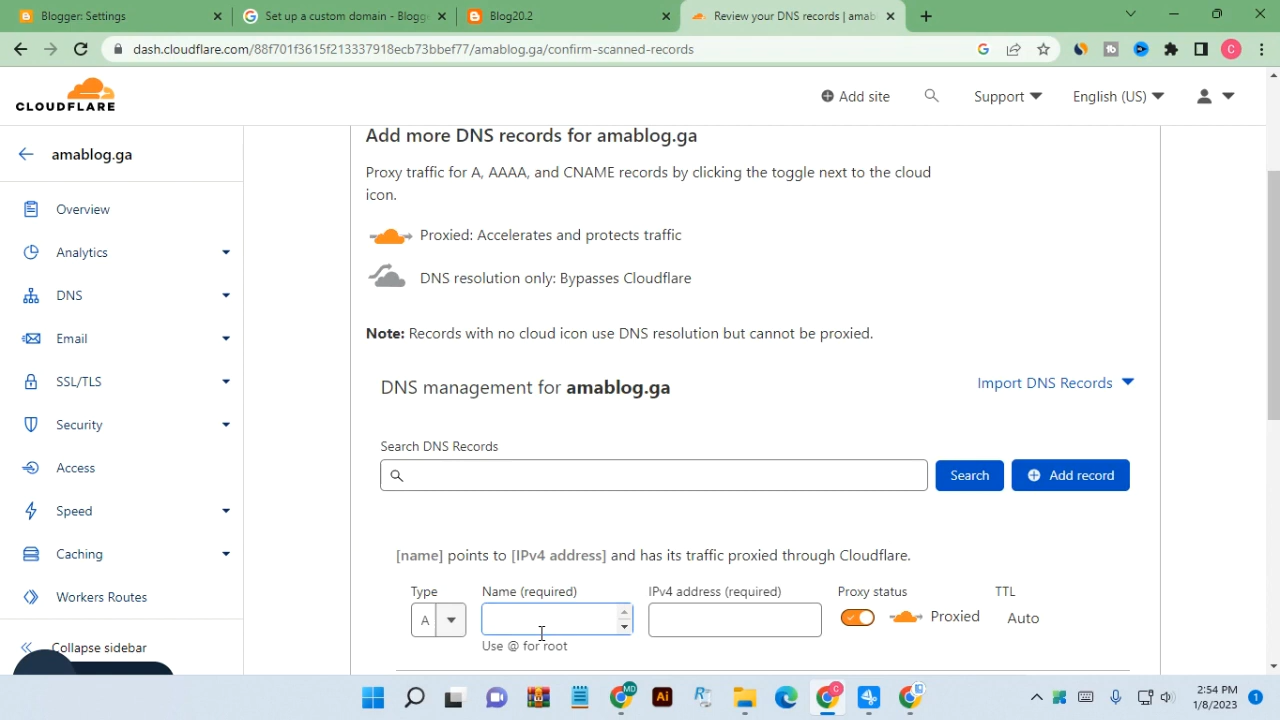 Blogger: Settings
Set up a custom domain - Blogge
Blog20.2
Review your DNS records | amab
dash.cloudflare.com/88f701f3615f213337918ecb73bbef77/amablog.ga/confirm-scanned-records
C
CLOUDFLARE
Add site
Support
English (US)
amablog.ga
Overview
Analytics
DNS
Email
SSL/TLS
Security
Access
Speed
Caching
Workers Routes
Collapse sidebar
Add more DNS records for amablog.ga
Proxy traffic for A, AAAA, and CNAME records by clicking the toggle next to the cloud
icon.
Proxied: Accelerates and protects traffic
DNS resolution only: Bypasses Cloudflare
Note: Records with no cloud icon use DNS resolution but cannot be proxied.
DNS management for amablog.ga
Import DNS Records
Search DNS Records
Search
Add record
[name] points to [IPv4 address] and has its traffic proxied through Cloudflare.
Type
Name (required)
IPv4 address (required)
Proxy status
TTL
A
Proxied
Auto
Use @ for root
MD
Ai
C
2:54 PM
1/8/2023
1